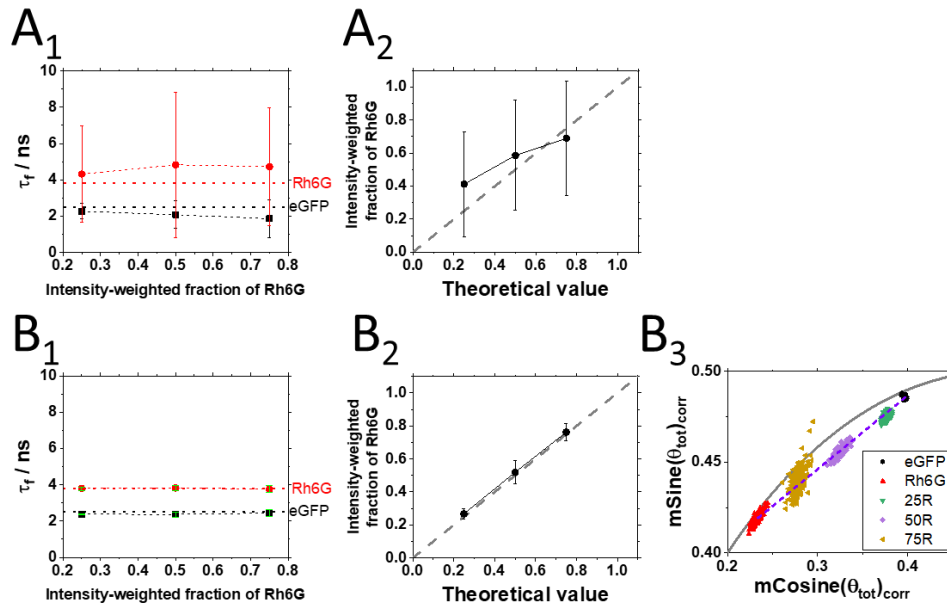 A1
10
8
6
4
2
0
τf / ns
Rh6G
eGFP
0.2 0.3 0.4 0.5 0.6 0.7 0.8
Intensity-weighted fraction of Rh6G
A2
1.0
0.8
0.6
0.4
0.2
0.0
Intensity-weighted
fraction of Rh6G
0.0 0.2 0.4 0.6 0.8 1.0
Theoretical value
B1
10
8
6
4
2
0
τf / ns
Rh6G
eGFP
0.2 0.3 0.4 0.5 0.6 0.7 0.8
Intensity-weighted fraction of Rh6G
B2
1.0
0.8
0.6
0.4
0.2
0.0
Intensity-weighted
fraction of Rh6G
0.0 0.2 0.4 0.6 0.8 1.0
Theoretical value
B3
0.50
0.45
0.40
mSine(θtot)corr
eGFP
Rh6G
25R
50R
75R
0.2 0.3 0.4
mCosine(θtot)corr